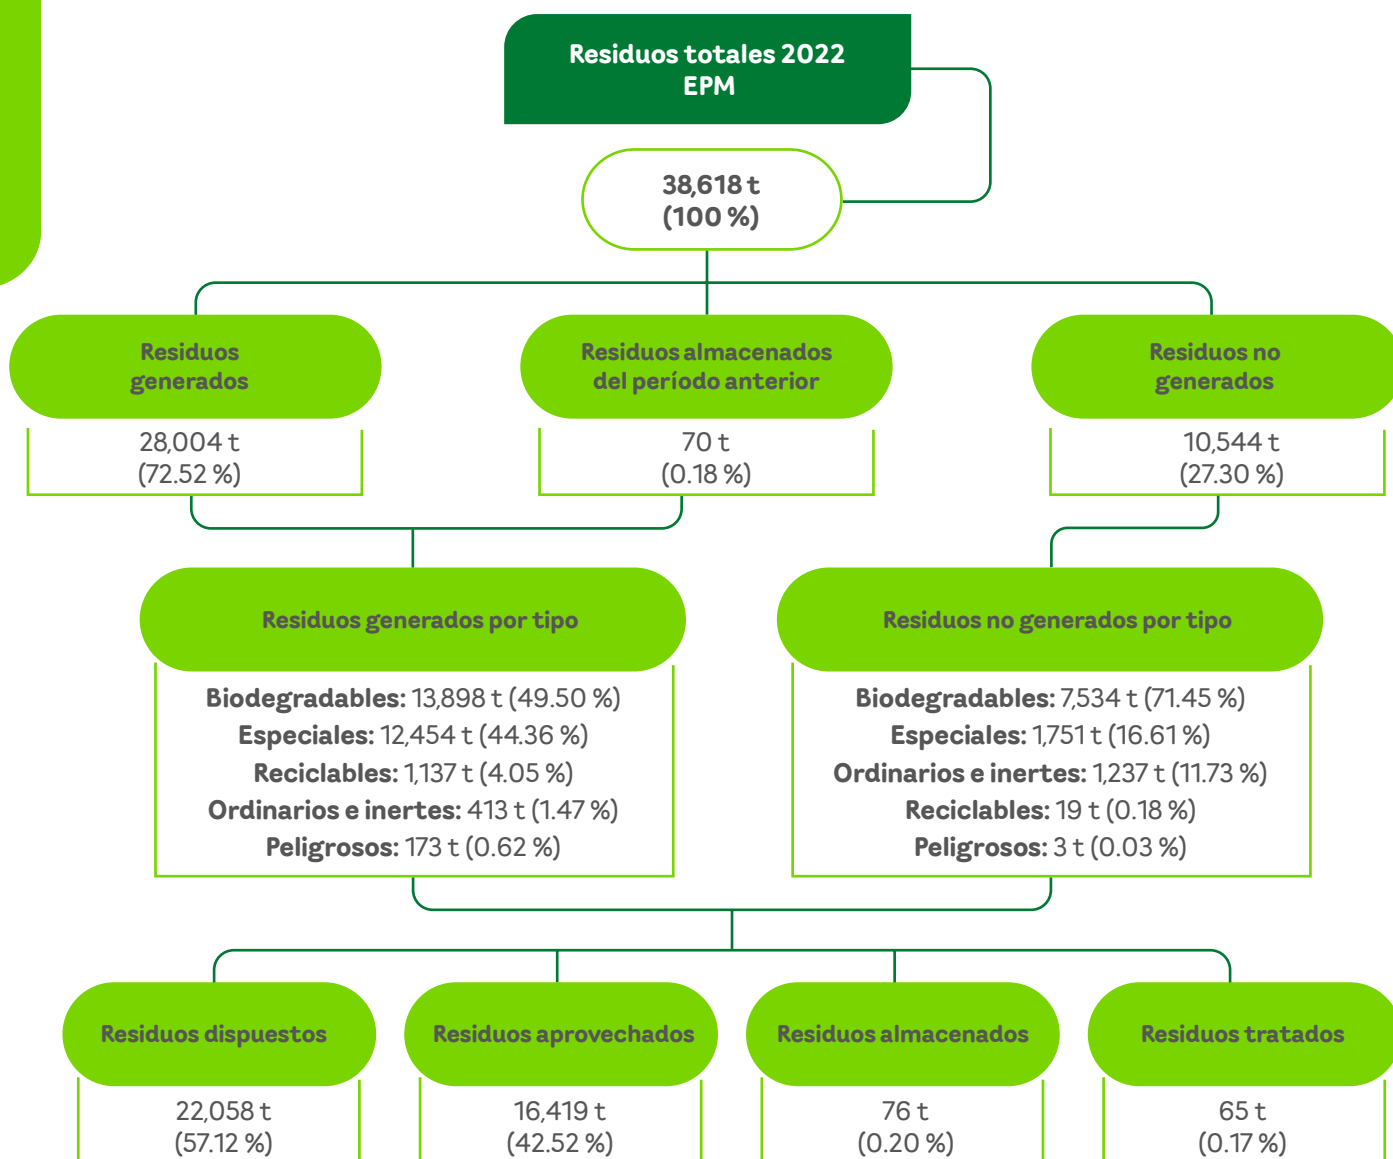 Residuos totales 2022
EPM
38,618 t
(100 %)
Residuos
generados
28,004 t
(72.52 %)
Residuos almacenados
del período anterior
70 t
(0.18 %)
Residuos no
generados
10,544 t
(27.30 %)
Residuos generados por tipo
Biodegradables: 13,898 t (49.50 %)
Especiales: 12,454 t (44.36 %)
Reciclables: 1,137 t (4.05 %)
Ordinarios e inertes: 413 t (1.47 %)
Peligrosos: 173 t (0.62 %)
Residuos no generados por tipo
Biodegradables: 7,534 t (71.45 %)
Especiales: 1,751 t (16.61 %)
Ordinarios e inertes: 1,237 t (11.73 %)
Reciclables: 19 t (0.18 %)
Peligrosos: 3 t (0.03 %)
Residuos dispuestos
22,058 t
(57.12 %)
Residuos aprovechados
16,419 t
(42.52 %)
Residuos almacenados
76 t
(0.20 %)
Residuos tratados
65 t
(0.17 %)